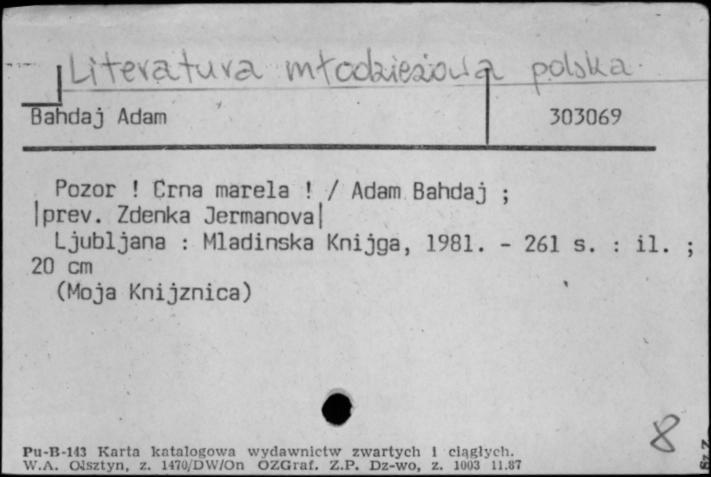 Literatura młodzieżowa polska
Bahdaj Adam 303069
Pozor ! Črna marela ! / Adam Bahdaj ;
|prev. Zdenka Jermanova|
Ljubljana : Mladinska Knijga, 1981. - 261 s. : il. ;
20 cm
(Moja Knijznica)
8
Pu-B-143 Karta katalogowa wydawnictw zwartych i ciągłych.
W.A. Olsztyn, z. 1470/DW/On OZGraf. Z.P. Dz-wo, z. 1003 11.87